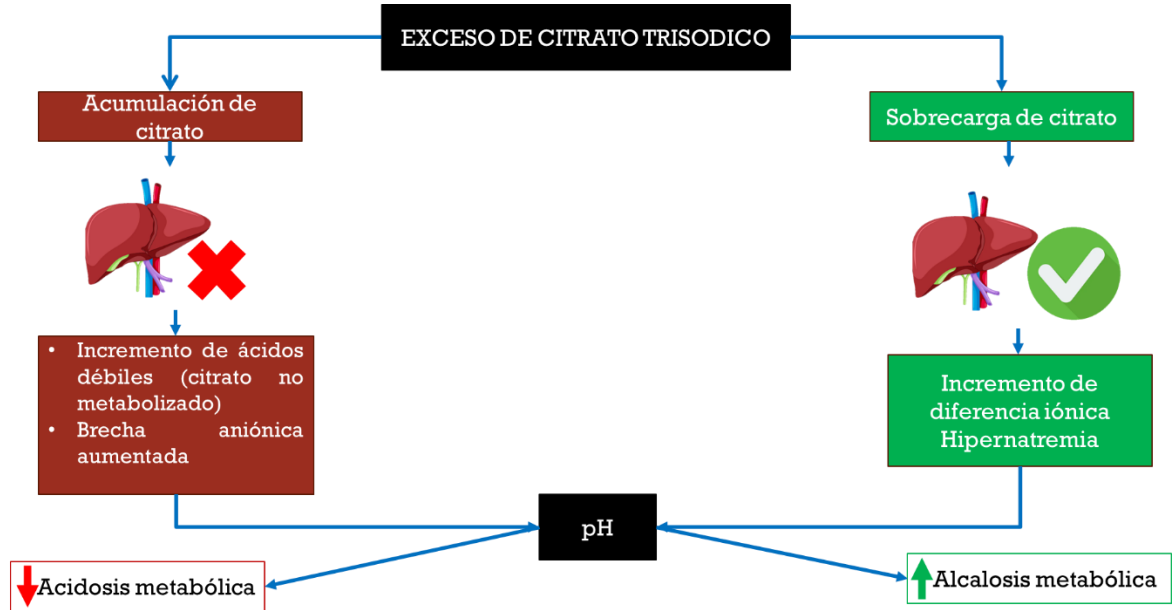 EXCESO DE CITRATO TRISODICO
Acumulación de
citrato
Sobrecarga de citrato
• Incremento de ácidos
débiles (citrato no
metabolizado)
• Brecha aniónica
aumentada
Incremento de
diferencia iónica
Hipernatremia
pH
Acidosis metabólica
Alcalosis metabólica